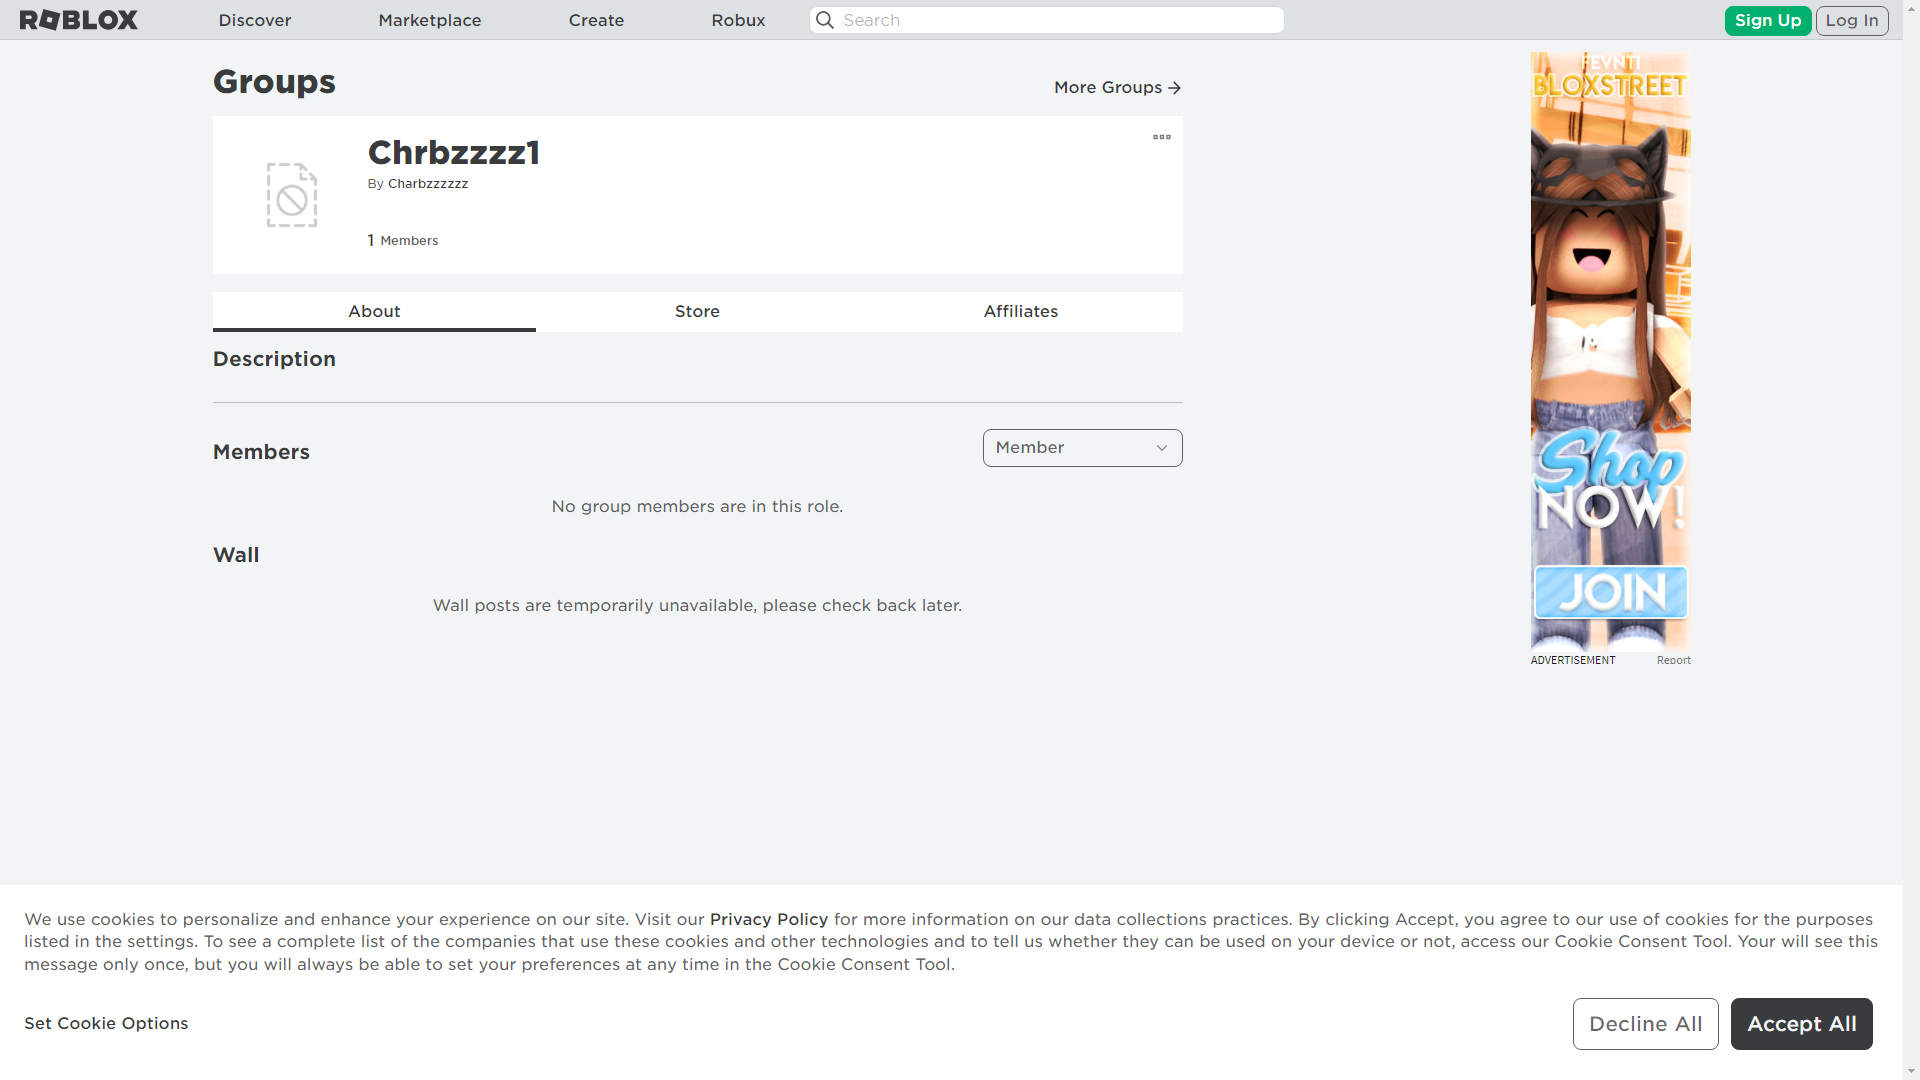 ROBLOX
Discover
Marketplace
Create
Robux
Search
Sign Up
Log In
Groups
More Groups
Chrbzzzz1
By Charbzzzzzz
1 Members
About
Store
Affiliates
Description
Members
Member
No group members are in this role.
Wall
Wall posts are temporarily unavailable, please check back later.
FEVNTI
BLOXSTREET
Shop
NOW!
JOIN
ADVERTISEMENT
Report
We use cookies to personalize and enhance your experience on our site. Visit our Privacy Policy for more information on our data collections practices. By clicking Accept, you agree to our use of cookies for the purposes
listed in the settings. To see a complete list of the companies that use these cookies and other technologies and to tell us whether they can be used on your device or not, access our Cookie Consent Tool. Your will see this
message only once, but you will always be able to set your preferences at any time in the Cookie Consent Tool.
Set Cookie Options
Decline All
Accept All